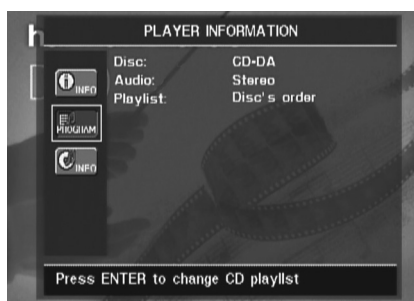 h
PLAYER INFORMATION
Disc: CD-DA
Audio: Stereo
Playlist: Disc's order
INFO
PROGRAM
INFO
Press ENTER to change CD playlist